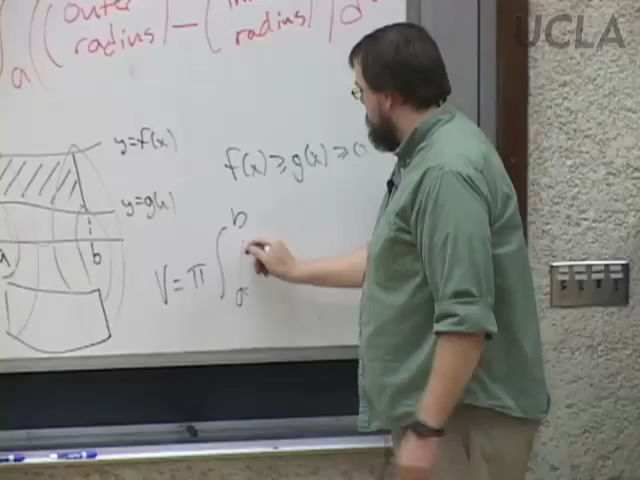 UCLA
outer
radius
radius
a
y=f(x)
f(x)≥g(x)≥0
y=g(x)
a b
b
V=π∫
a